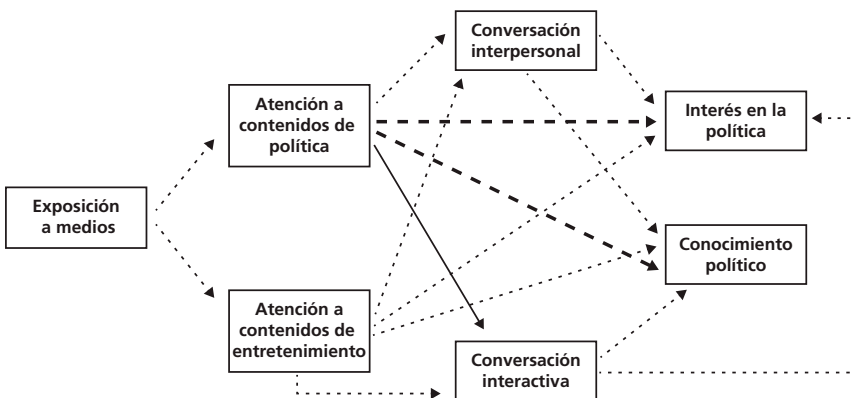 Conversación
interpersonal
Atención a
contenidos de
política
Interés en la
política
Exposición
a medios
Conocimiento
político
Atención a
contenidos de
entretenimiento
Conversación
interactiva